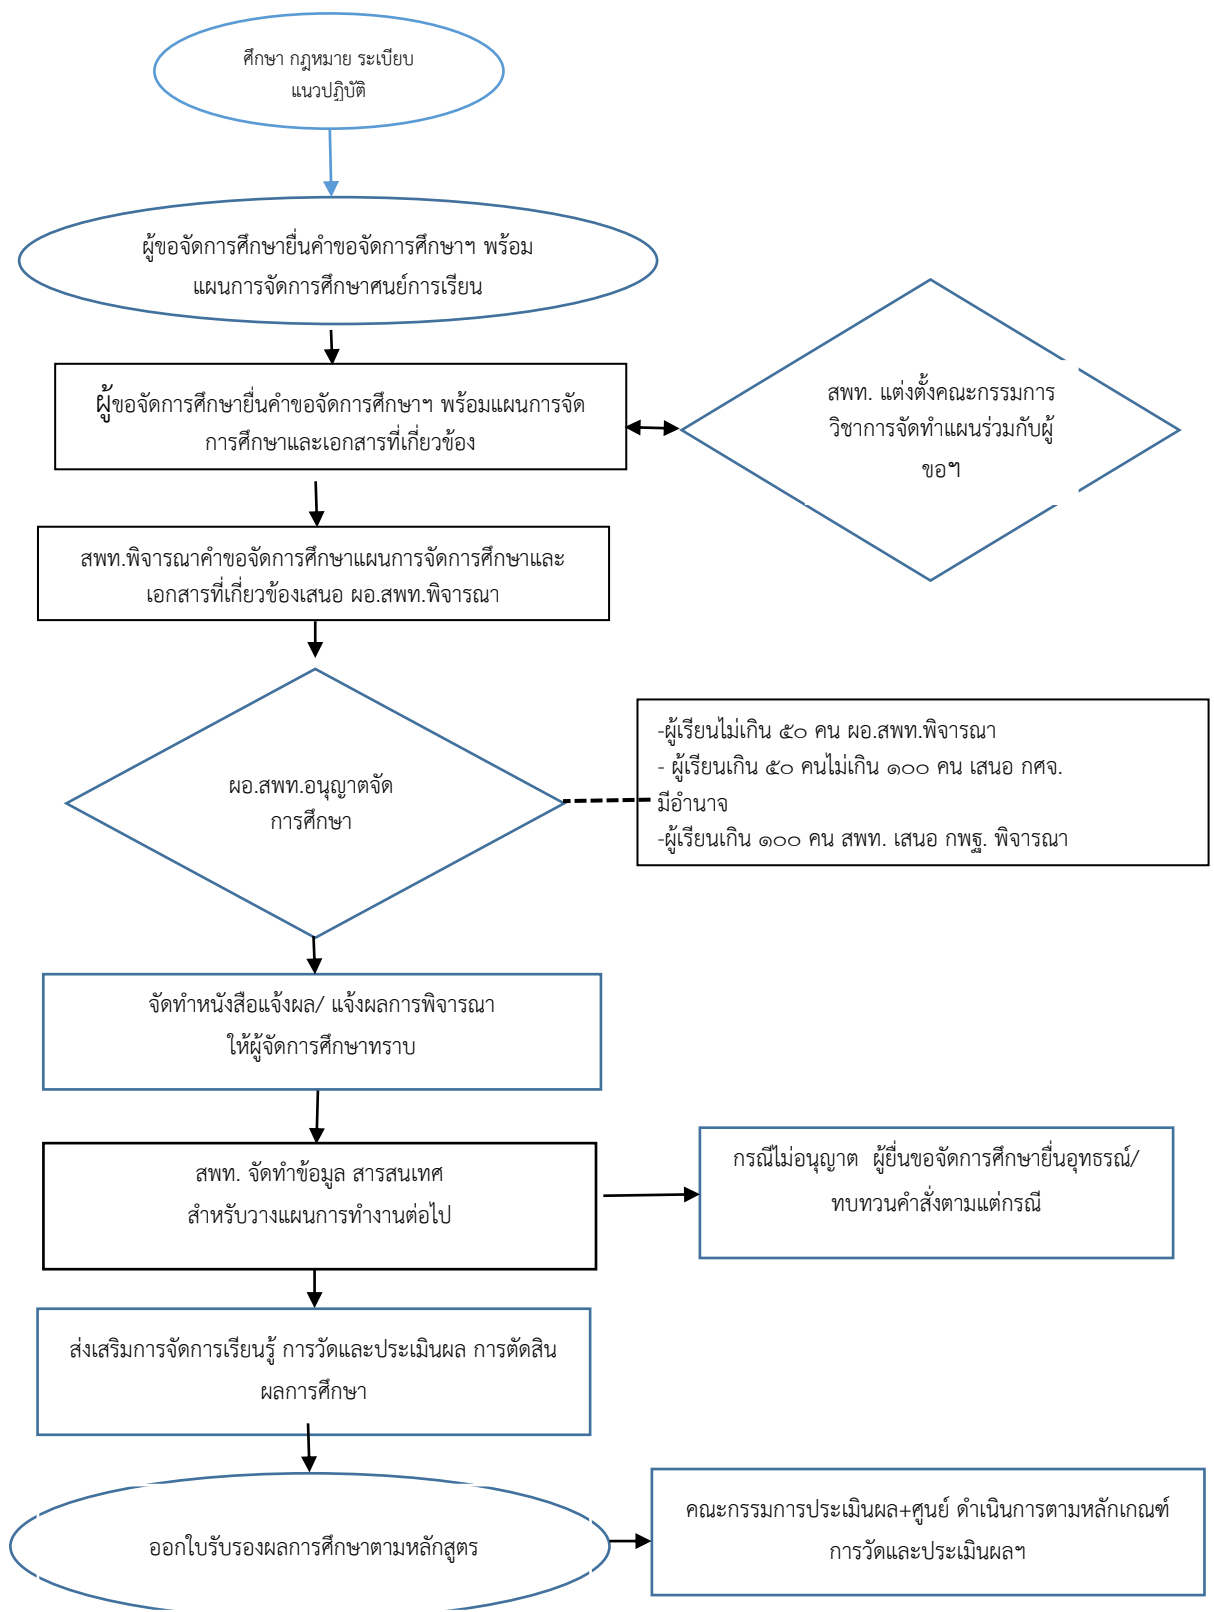 ศึกษา กฎหมาย ระเบียบ
แนวปฏิบัติ
ผู้ขอจัดการศึกษายื่นคำขอจัดการศึกษาฯ พร้อม
แผนการจัดการศึกษาศนย์การเรียน
ผู้ขอจัดการศึกษายื่นคำขอจัดการศึกษาฯ พร้อมแผนการจัด
การศึกษาและเอกสารที่เกี่ยวข้อง
สพท. แต่งตั้งคณะกรรมการ
วิชาการจัดทำแผนร่วมกับผู้
ขอฯ
สพท.พิจารณาคำขอจัดการศึกษาแผนการจัดการศึกษาและ
เอกสารที่เกี่ยวข้องเสนอ ผอ.สพท.พิจารณา
ผอ.สพท.อนุญาตจัด
การศึกษา
-ผู้เรียนไม่เกิน ๕๐ คน ผอ.สพท.พิจารณา
- ผู้เรียนเกิน ๕๐ คนไม่เกิน ๑๐๐ คน เสนอ กศจ.
มีอำนาจ
-ผู้เรียนเกิน ๑๐๐ คน สพท. เสนอ กพฐ. พิจารณา
จัดทำหนังสือแจ้งผล/ แจ้งผลการพิจารณา
ให้ผู้จัดการศึกษาทราบ
สพท. จัดทำข้อมูล สารสนเทศ
สำหรับวางแผนการทำงานต่อไป
กรณีไม่อนุญาต  ผู้ยื่นขอจัดการศึกษายื่นอุทธรณ์/
ทบทวนคำสั่งตามแต่กรณี
ส่งเสริมการจัดการเรียนรู้ การวัดและประเมินผล การตัดสิน
ผลการศึกษา
ออกใบรับรองผลการศึกษาตามหลักสูตร
คณะกรรมการประเมินผล+ศูนย์ ดำเนินการตามหลักเกณฑ์
การวัดและประเมินผลฯ